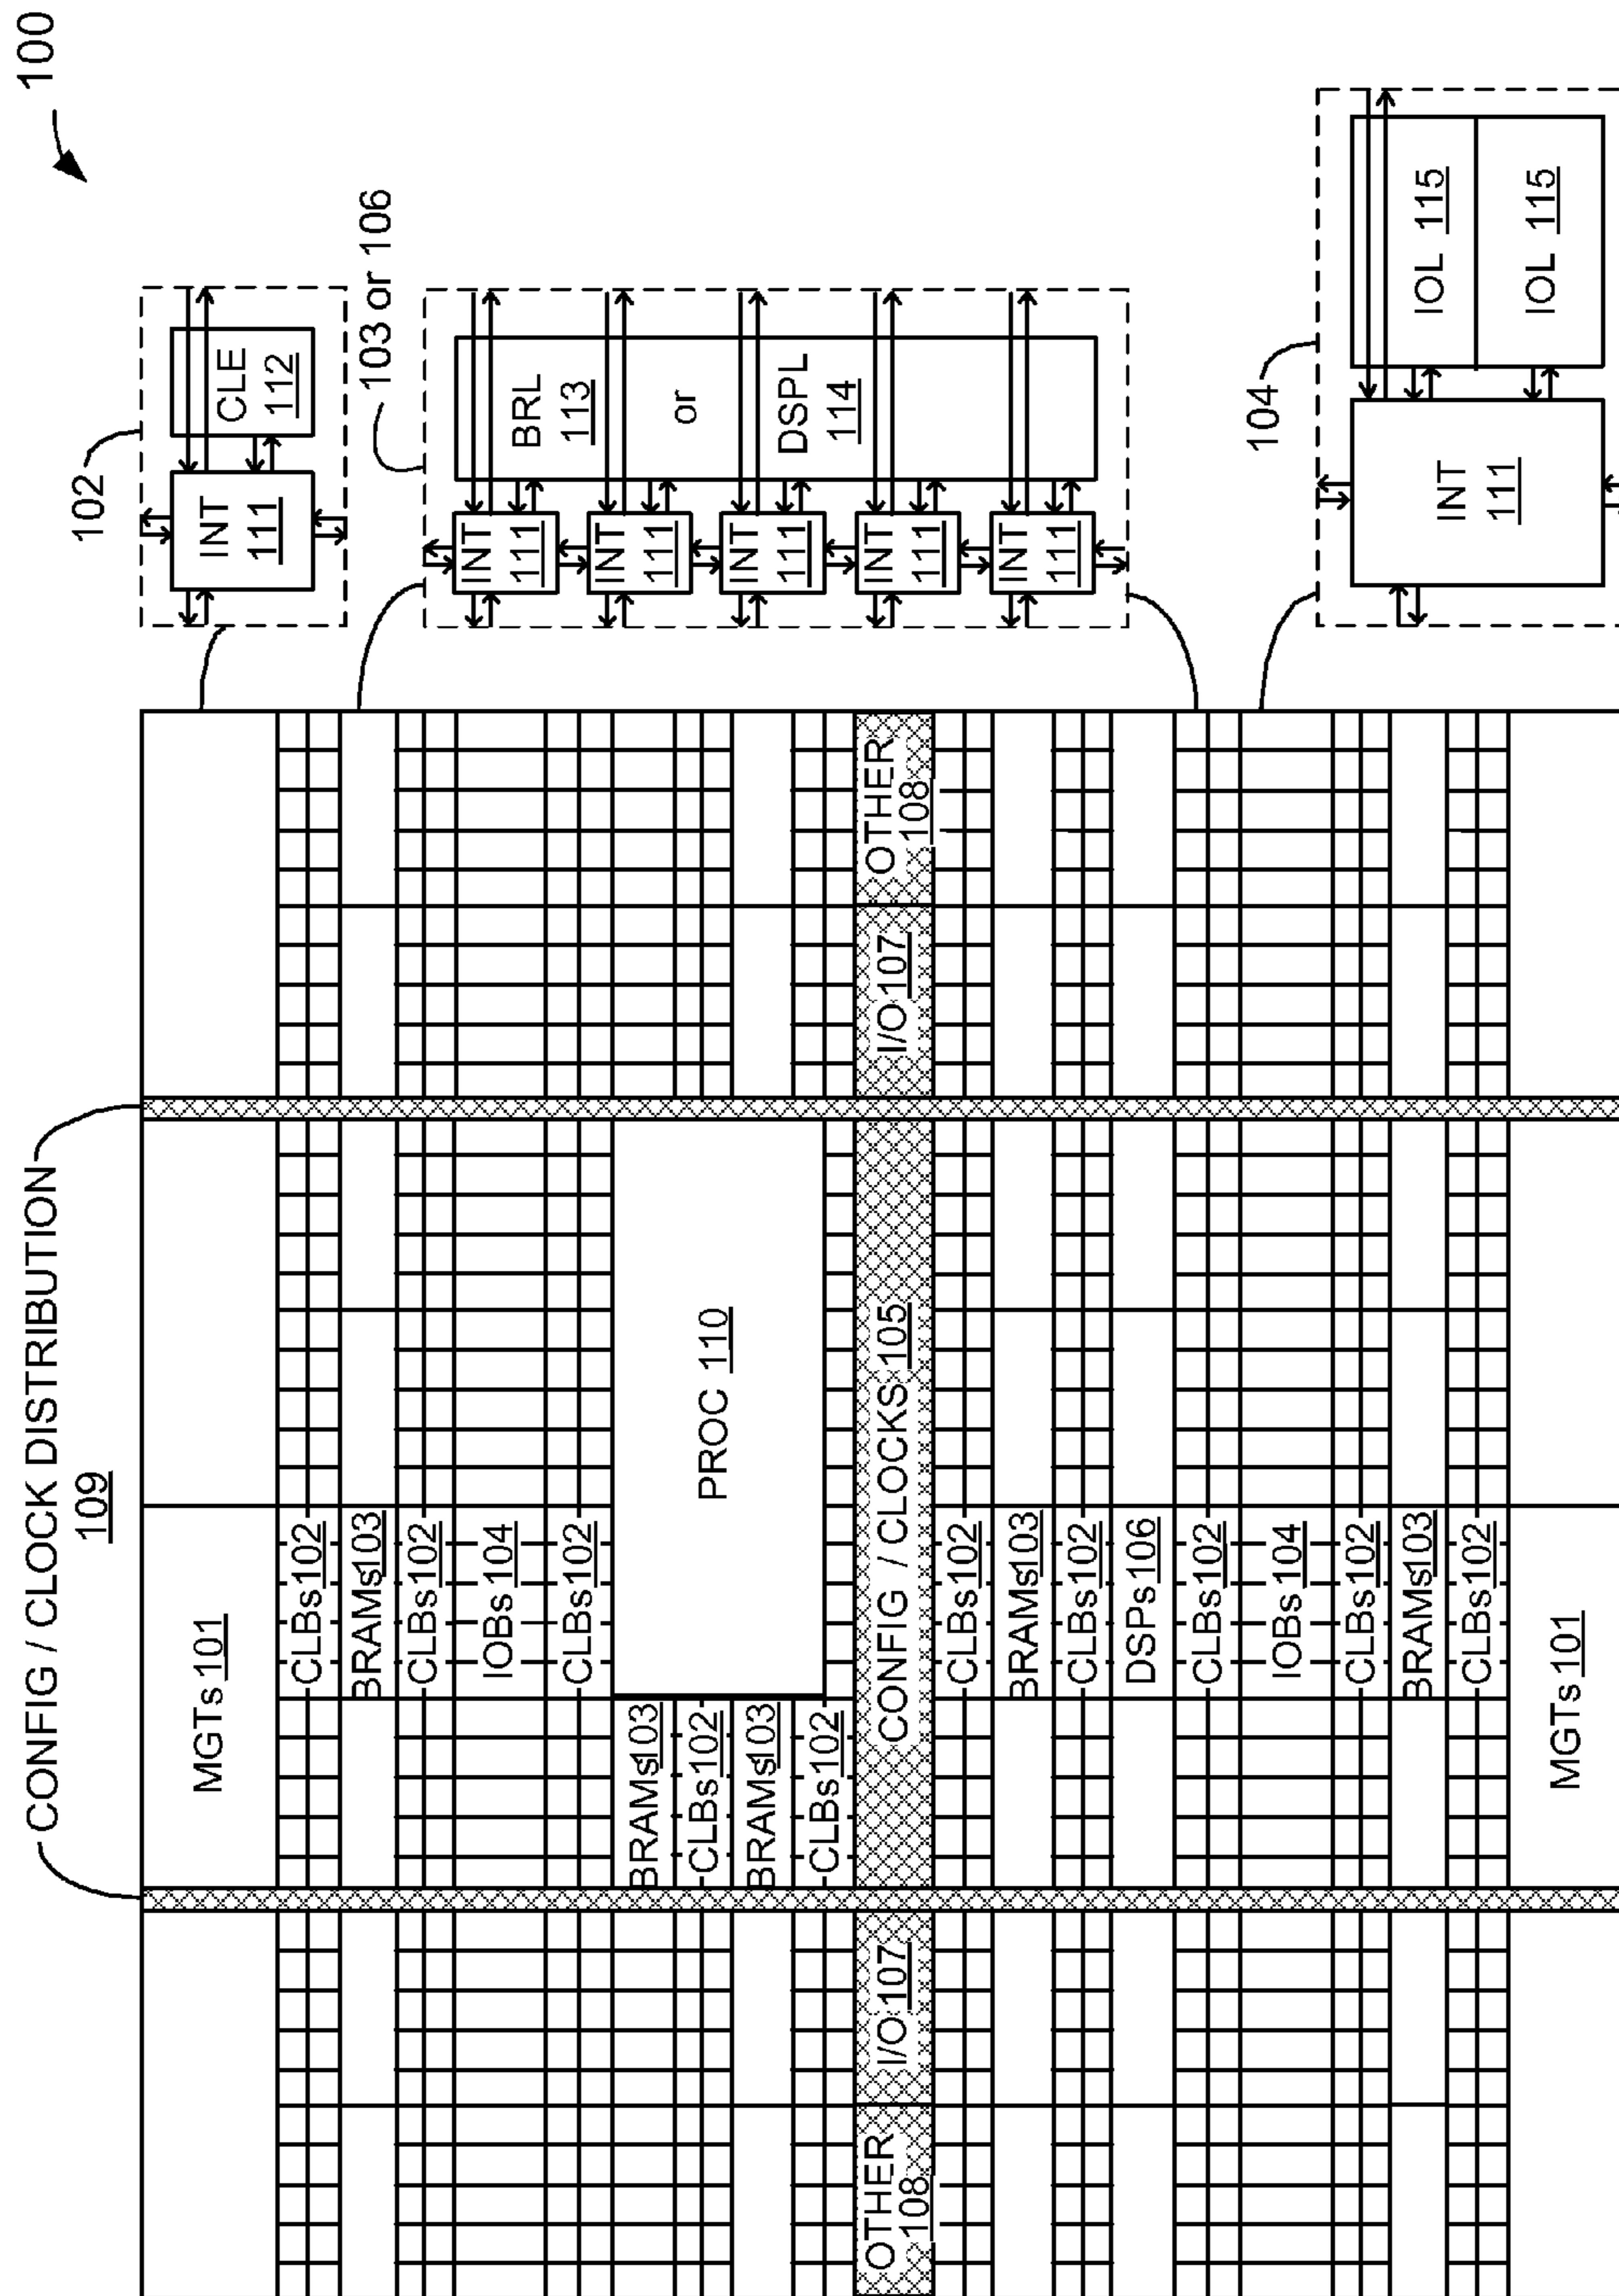 100
CONFIG / CLOCK DISTRIBUTION
109
MGTs 101
CLBs 102
BRAMs 103
CLBs 102
IOBs 104
CLBs 102
BRAMs 103
CLBs 102
BRAMs 103
CLBs 102
PROC 110
OTHER
108
I/O 107
CONFIG / CLOCKS 105
I/O 107
OTHER
108
CLBs 102
BRAMs 103
CLBs 102
DSPs 106
CLBs 102
IOBs 104
CLBs 102
BRAMs 103
CLBs 102
MGTs 101
102
INT
111
CLE
112
103 or 106
INT
111
INT
111
INT
111
INT
111
INT
111
BRL
113
or
DSPL
114
104
INT
111
IOL 115
IOL 115